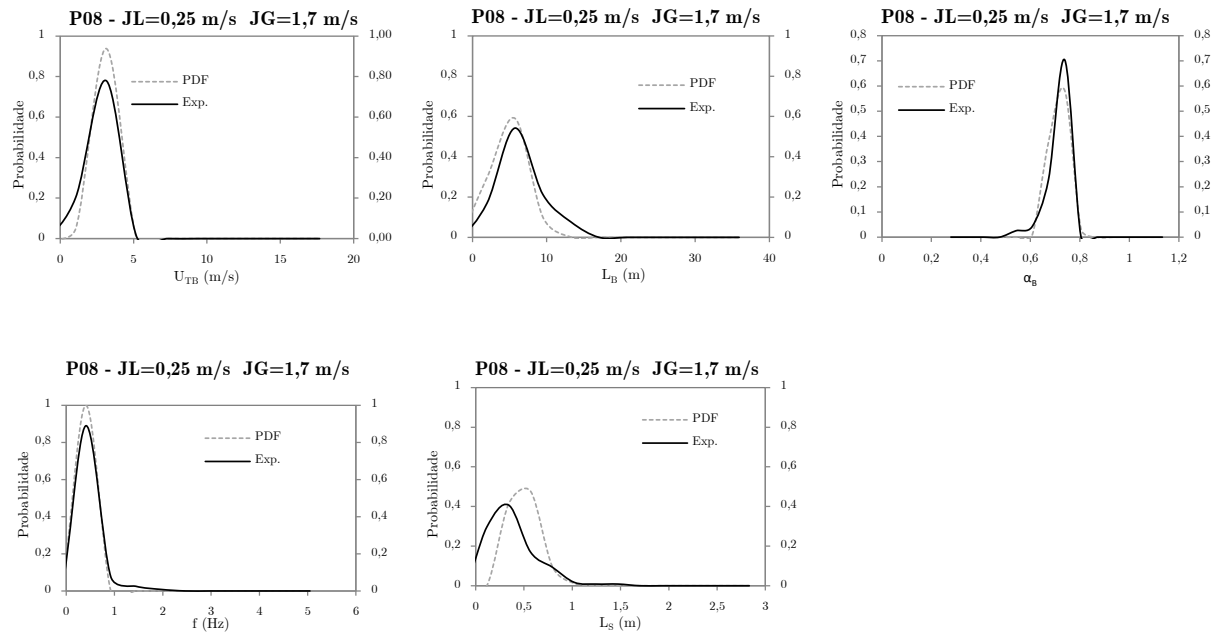 P08 - JL=0,25 m/s JG=1,7 m/s
1
0,8
0,6
0,4
0,2
0
1,00
0,80
0,60
0,40
0,20
0,00
Probabilidade
PDF
Exp.
0 5 10 15 20
U_TB (m/s)
P08 - JL=0,25 m/s JG=1,7 m/s
1
0,8
0,6
0,4
0,2
0
1
0,8
0,6
0,4
0,2
0
Probabilidade
PDF
Exp.
0 10 20 30 40
L_B (m)
P08 - JL=0,25 m/s JG=1,7 m/s
0,8
0,7
0,6
0,5
0,4
0,3
0,2
0,1
0
0,8
0,7
0,6
0,5
0,4
0,3
0,2
0,1
0
Probabilidade
PDF
Exp.
0 0,2 0,4 0,6 0,8 1 1,2
α_B
P08 - JL=0,25 m/s JG=1,7 m/s
1
0,8
0,6
0,4
0,2
0
1
0,8
0,6
0,4
0,2
0
Probabilidade
PDF
Exp.
0 1 2 3 4 5 6
f (Hz)
P08 - JL=0,25 m/s JG=1,7 m/s
1
0,8
0,6
0,4
0,2
0
1
0,8
0,6
0,4
0,2
0
Probabilidade
PDF
Exp.
0 0,5 1 1,5 2 2,5 3
L_S (m)